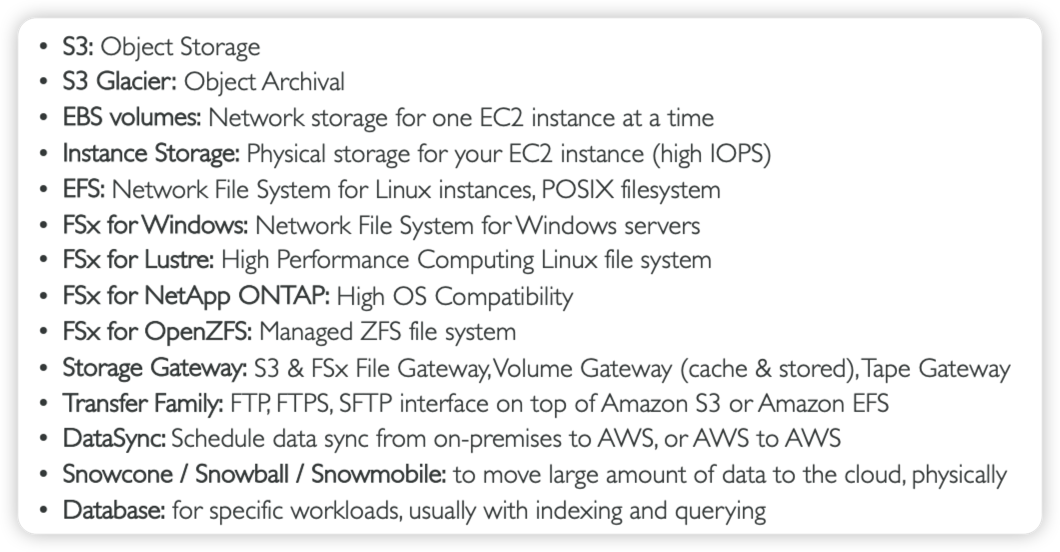 • S3: Object Storage
• S3 Glacier: Object Archival
• EBS volumes: Network storage for one EC2 instance at a time
• Instance Storage: Physical storage for your EC2 instance (high IOPS)
• EFS: Network File System for Linux instances, POSIX filesystem
• FSx for Windows: Network File System for Windows servers
• FSx for Lustre: High Performance Computing Linux file system
• FSx for NetApp ONTAP: High OS Compatibility
• FSx for OpenZFS: Managed ZFS file system
• Storage Gateway: S3 & FSx File Gateway, Volume Gateway (cache & stored), Tape Gateway
• Transfer Family: FTP, FTPS, SFTP interface on top of Amazon S3 or Amazon EFS
• DataSync: Schedule data sync from on-premises to AWS, or AWS to AWS
• Snowcone / Snowball / Snowmobile: to move large amount of data to the cloud, physically
• Database: for specific workloads, usually with indexing and querying